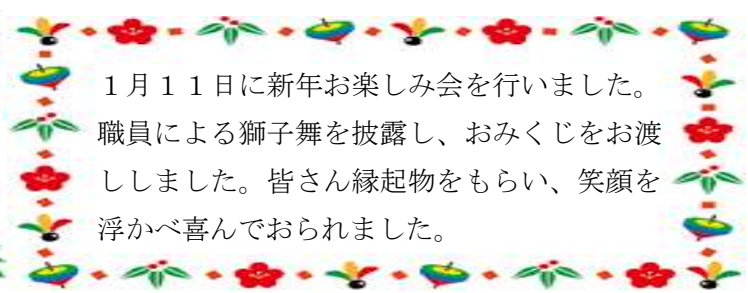 １月１１日に新年お楽しみ会を行いました。
職員による獅子舞を披露し、おみくじをお渡
ししました。皆さん縁起物をもらい、笑顔を
浮かべ喜んでおられました。